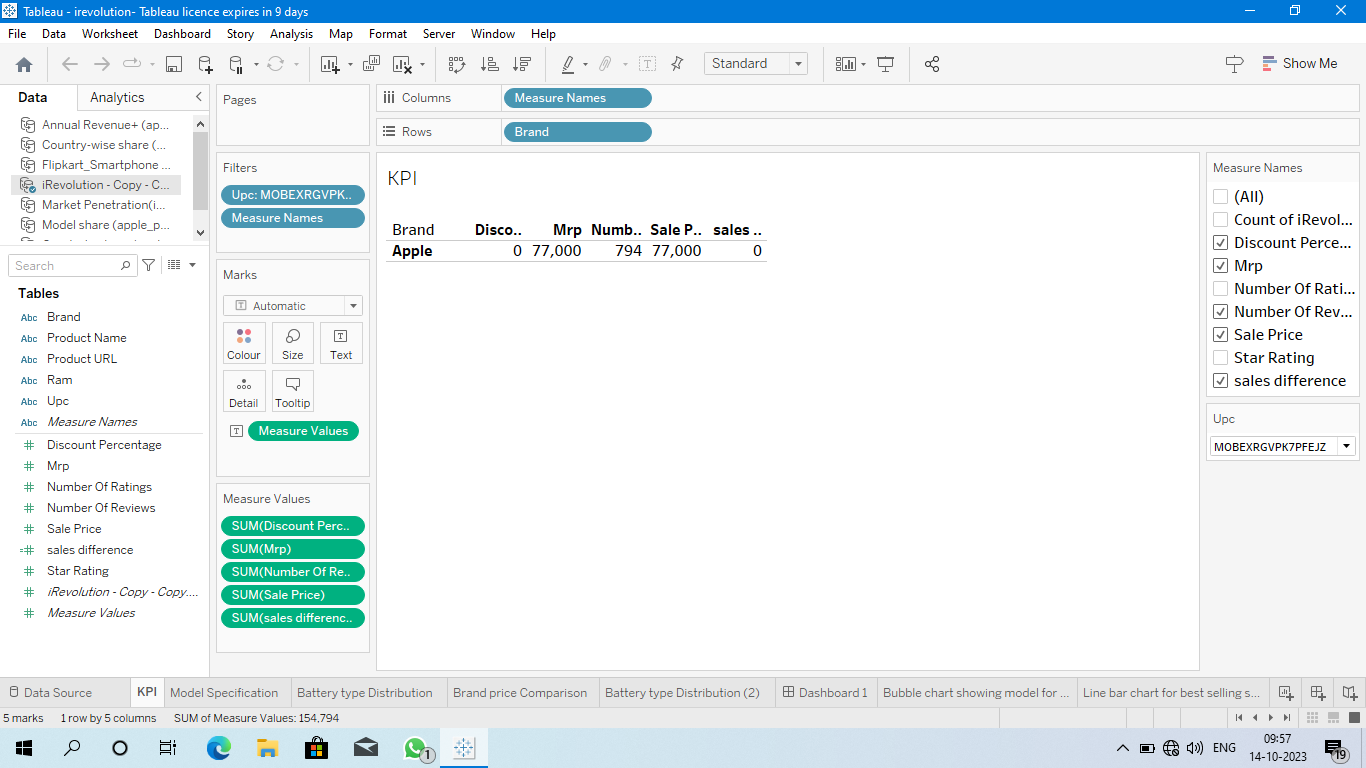 Tableau - irevolution- Tableau licence expires in 9 days
File Data Worksheet Dashboard Story Analysis Map Format Server Window Help
Standard
Show Me
Data Analytics
Annual Revenue+ (ap...
Country-wise share (...
Flipkart_Smartphone ...
iRevolution - Copy - C...
Market Penetration(i...
Model share (apple_p...
Search
Tables
Abc Brand
Abc Product Name
Abc Product URL
Abc Ram
Abc Upc
Abc Measure Names
# Discount Percentage
# Mrp
# Number Of Ratings
# Number Of Reviews
# Sale Price
=# sales difference
# Star Rating
# iRevolution - Copy - Copy....
# Measure Values
Pages
Filters
Upc: MOBEXRGVPK..
Measure Names
Marks
T Automatic
Colour Size Text
Detail Tooltip
T Measure Values
Measure Values
SUM(Discount Perc..
SUM(Mrp)
SUM(Number Of Re..
SUM(Sale Price)
SUM(sales differenc..
Columns Measure Names
Rows Brand
KPI
Brand Disco.. Mrp Numb.. Sale P.. sales ..
Apple 0 77,000 794 77,000 0
Measure Names
(All)
Count of iRevol...
Discount Perce...
Mrp
Number Of Rati...
Number Of Rev...
Sale Price
Star Rating
sales difference
Upc
MOBEXRGVPK7PFEJZ
Data Source KPI Model Specification Battery type Distribution Brand price Comparison Battery type Distribution (2) Dashboard 1 Bubble chart showing model for ... Line bar chart for best selling s...
5 marks 1 row by 5 columns SUM of Measure Values: 154,794
1
ENG
09:57
14-10-2023
19